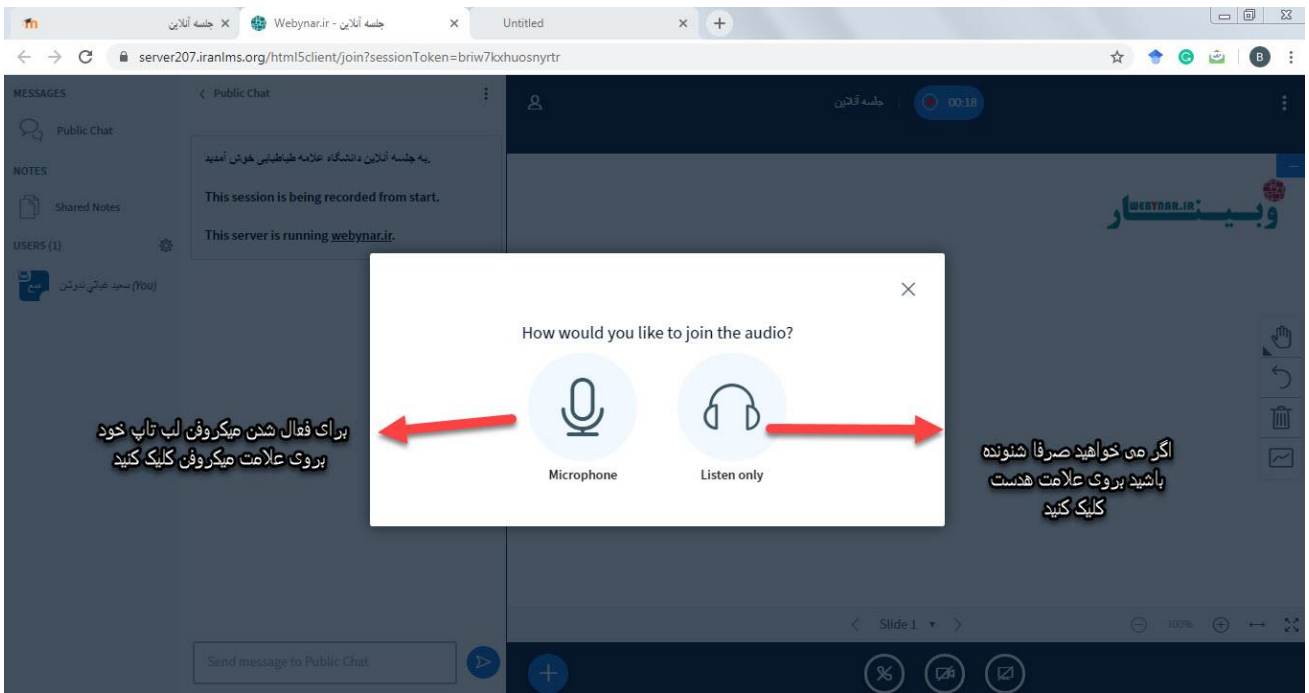 جلسه آنلاین
جلسه آنلاین - Webynar.ir
Untitled
server207.iranlms.org/html5client/join?sessionToken=briw7kxhuosnyrtr
B
MESSAGES
Public Chat
NOTES
Shared Notes
USERS (1)
(You)
Public Chat
به جلسه آنلاین دانشگاه علامه طباطبایی خوش آمدید.
This session is being recorded from start.
This server is running webynar.ir.
جلسه آنلاین
00:18
WEBYNAR.IR
وبینار
How would you like to join the audio?
Microphone
Listen only
برای فعال شدن میکروفن لب تاپ خود
بروی علامت میکروفن کلیک کنید
اگر می خواهید صرفا شنونده
باشید بروی علامت هدست
کلیک کنید
Slide 1
100%
Send message to Public Chat